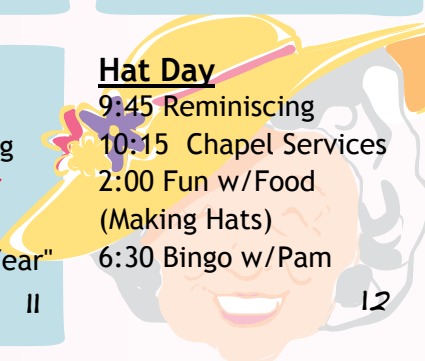 Hat Day
9:45 Reminiscing
10:15 Chapel Services
2:00 Fun w/Food
(Making Hats)
6:30 Bingo w/Pam
12
g
ear"
11